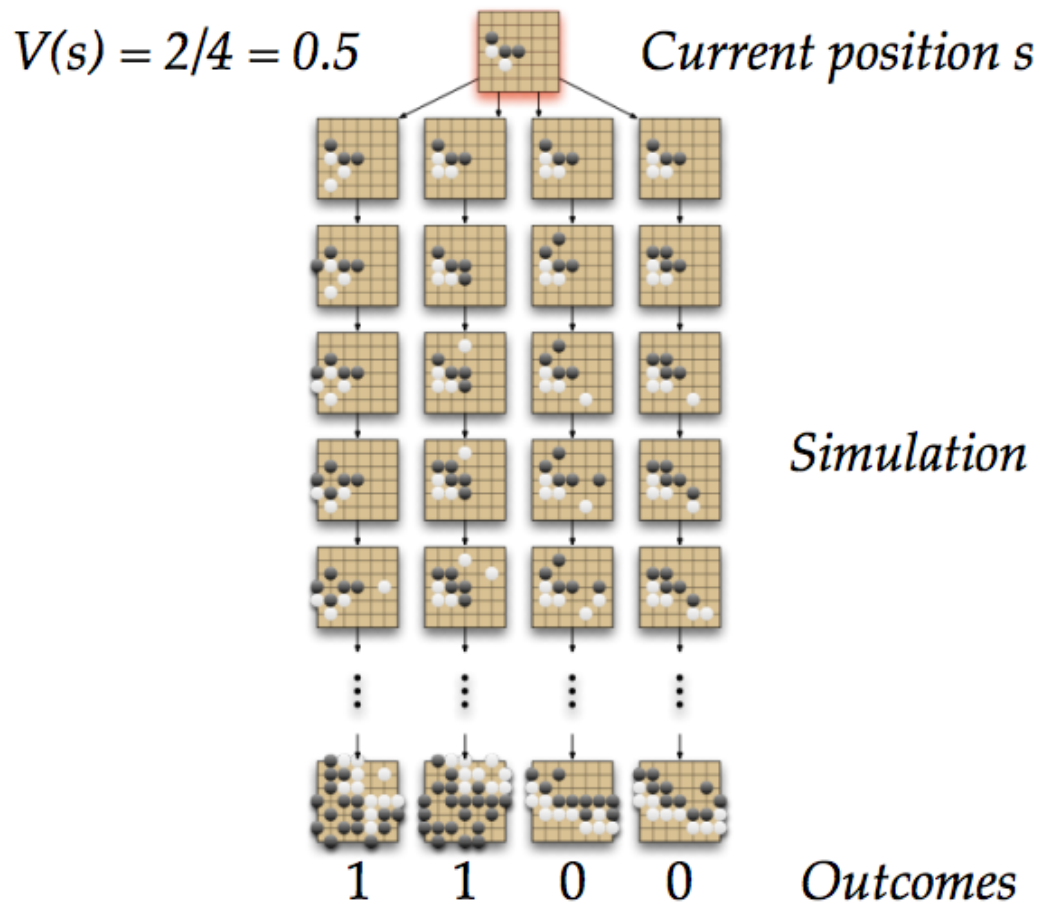 V(s) = 2/4 = 0.5
Current position s
Simulation
1 1 0 0
Outcomes